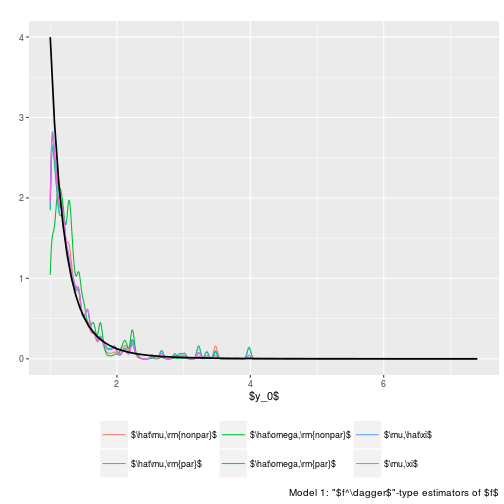 4
3
2
1
0
2 4 6
$y_0$
$\hat\mu,\rm{nonpar}$ $\hat\omega,\rm{nonpar}$ $\mu,\hat\xi$
$\hat\mu,\rm{par}$ $\hat\omega,\rm{par}$ $\mu,\xi$
Model 1: "$f^\dagger$"-type estimators of $f$